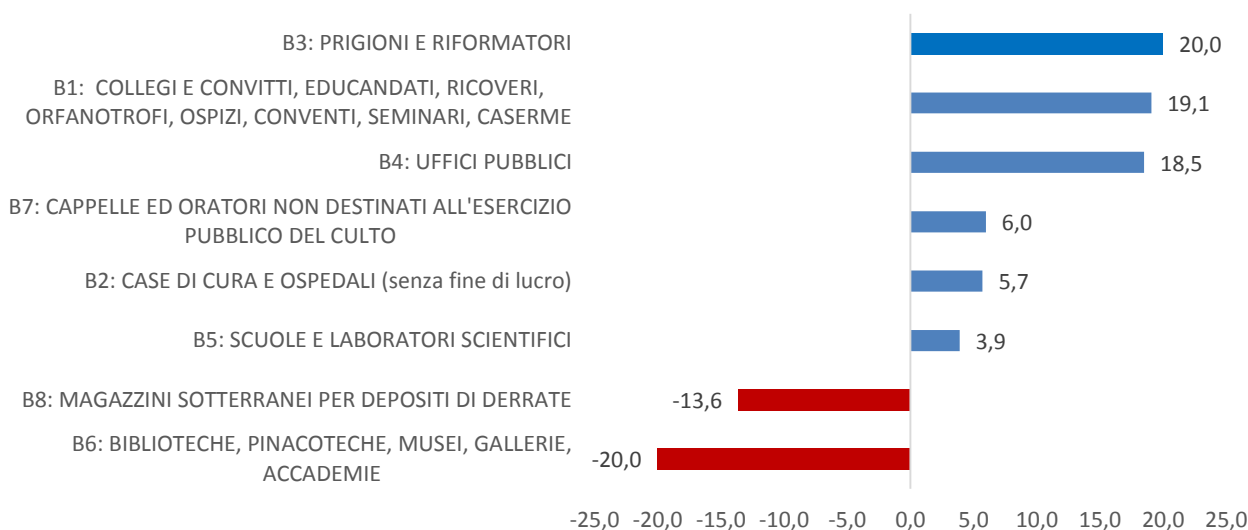 B3: PRIGIONI E RIFORMATORI
20,0
B1:  COLLEGI E CONVITTI, EDUCANDATI, RICOVERI,
ORFANOTROFI, OSPIZI, CONVENTI, SEMINARI, CASERME
19,1
B4: UFFICI PUBBLICI
18,5
B7: CAPPELLE ED ORATORI NON DESTINATI ALL'ESERCIZIO
PUBBLICO DEL CULTO
6,0
B2: CASE DI CURA E OSPEDALI (senza fine di lucro)
5,7
B5: SCUOLE E LABORATORI SCIENTIFICI
3,9
B8: MAGAZZINI SOTTERRANEI PER DEPOSITI DI DERRATE
-13,6
B6: BIBLIOTECHE, PINACOTECHE, MUSEI, GALLERIE,
ACCADEMIE
-20,0
-25,0 -20,0 -15,0 -10,0 -5,0 0,0 5,0 10,0 15,0 20,0 25,0